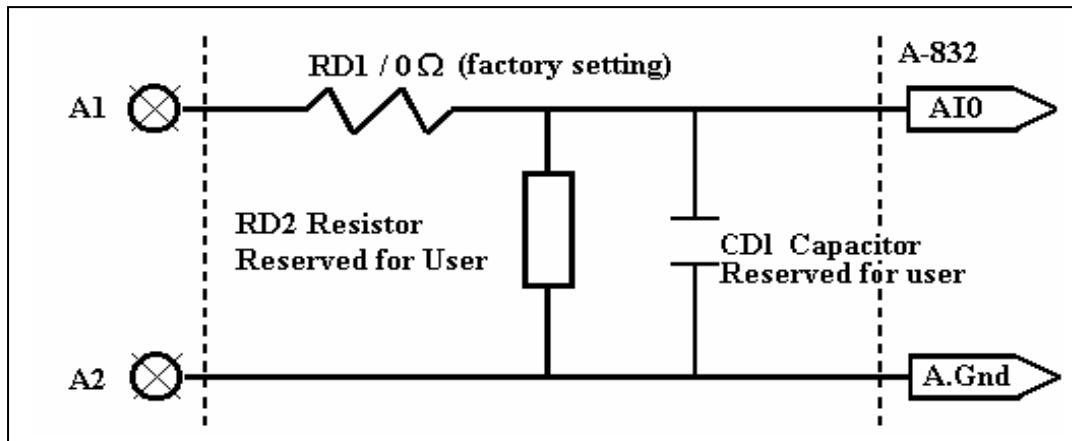 RD1 / 0 Ω (factory setting)
A-832
A1
AI0
RD2 Resistor
Reserved for User
CD1 Capacitor
Reserved for user
A2
A.Gnd